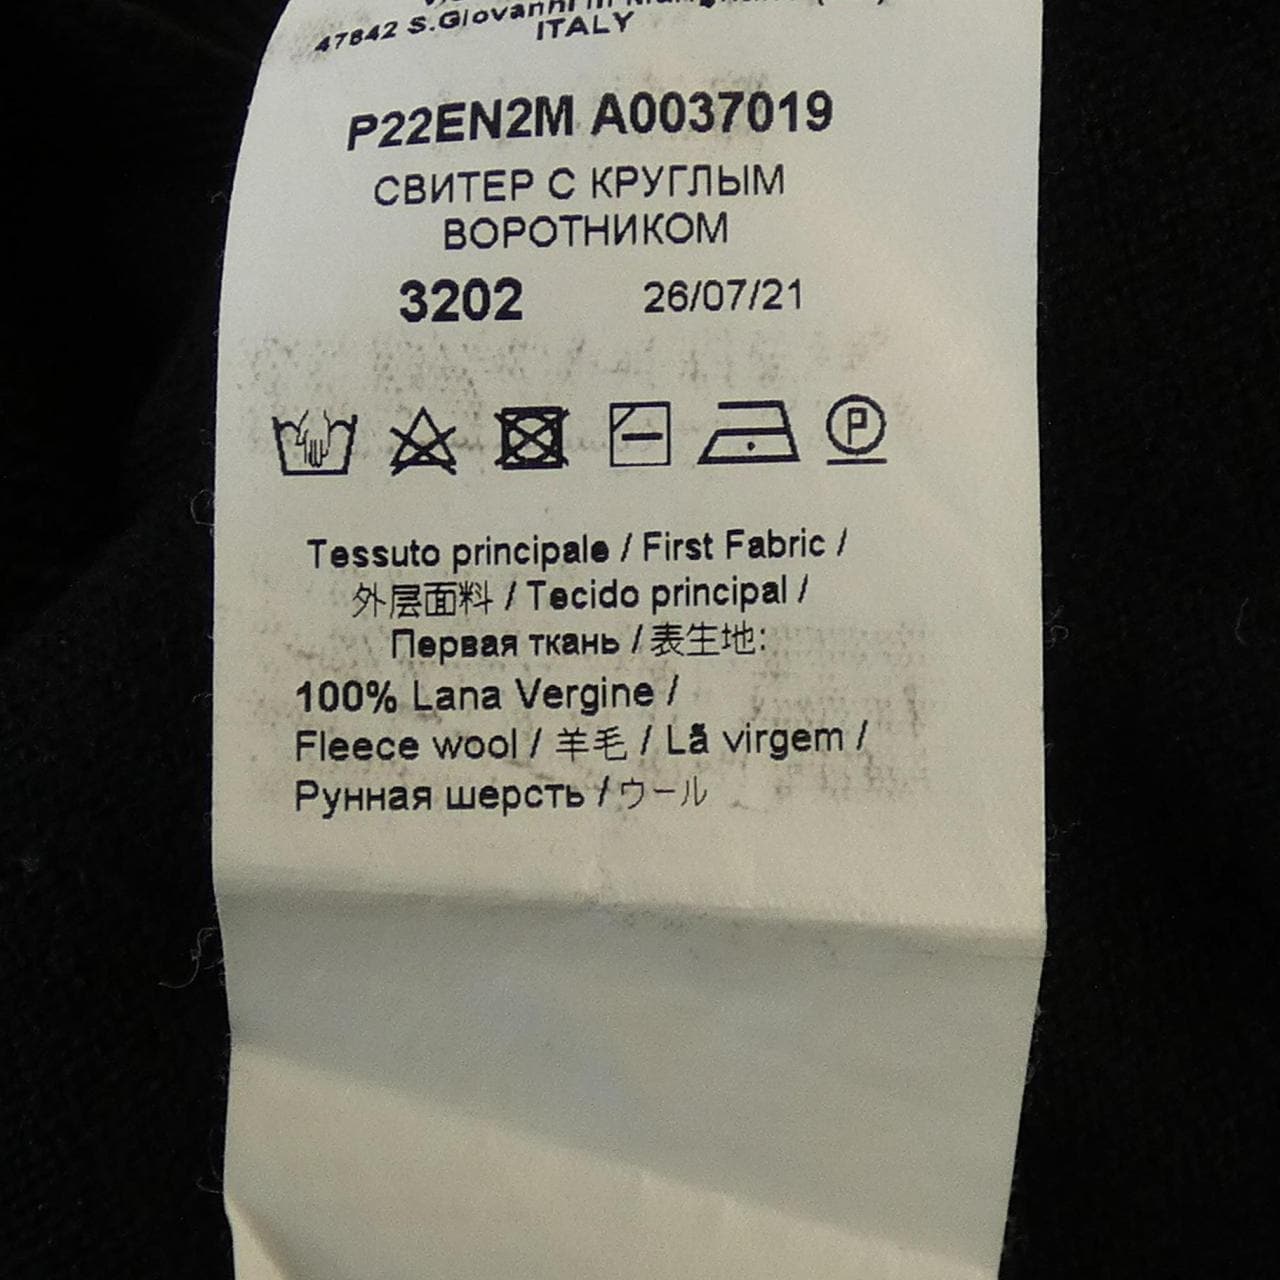 47842 S.Giovanni in
ITALY
P22EN2M A0037019
СВИТЕР С КРУГЛЫМ
ВОРОТНИКОМ
3202 26/07/21
P
Tessuto principale / First Fabric /
外层面料 / Tecido principal /
Первая ткань / 表生地:
100% Lana Vergine /
Fleece wool / 羊毛 / Lã virgem /
Рунная шерсть / ウール